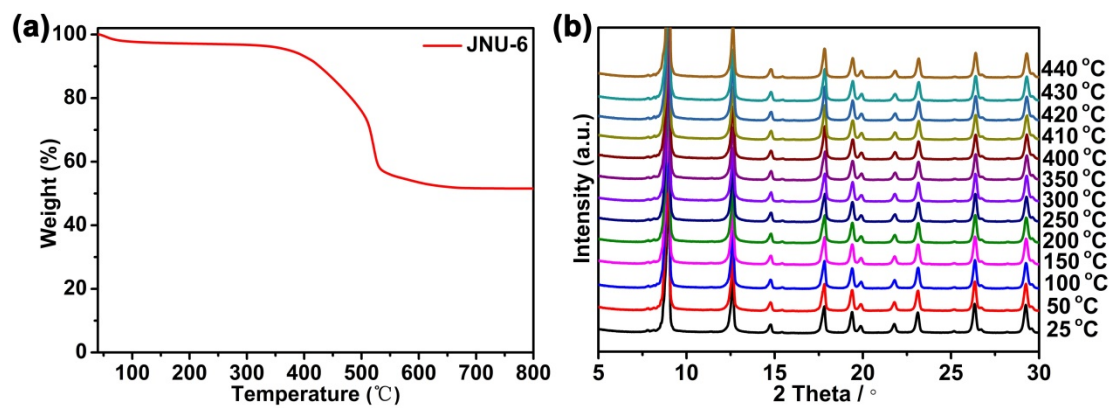 (a)
JNU-6
100
80
60
40
20
0
Weight (%)
100 200 300 400 500 600 700 800
Temperature (℃)
(b)
440 °C
430 °C
420 °C
410 °C
400 °C
350 °C
300 °C
250 °C
200 °C
150 °C
100 °C
50 °C
25 °C
Intensity (a.u.)
5 10 15 20 25 30
2 Theta / °